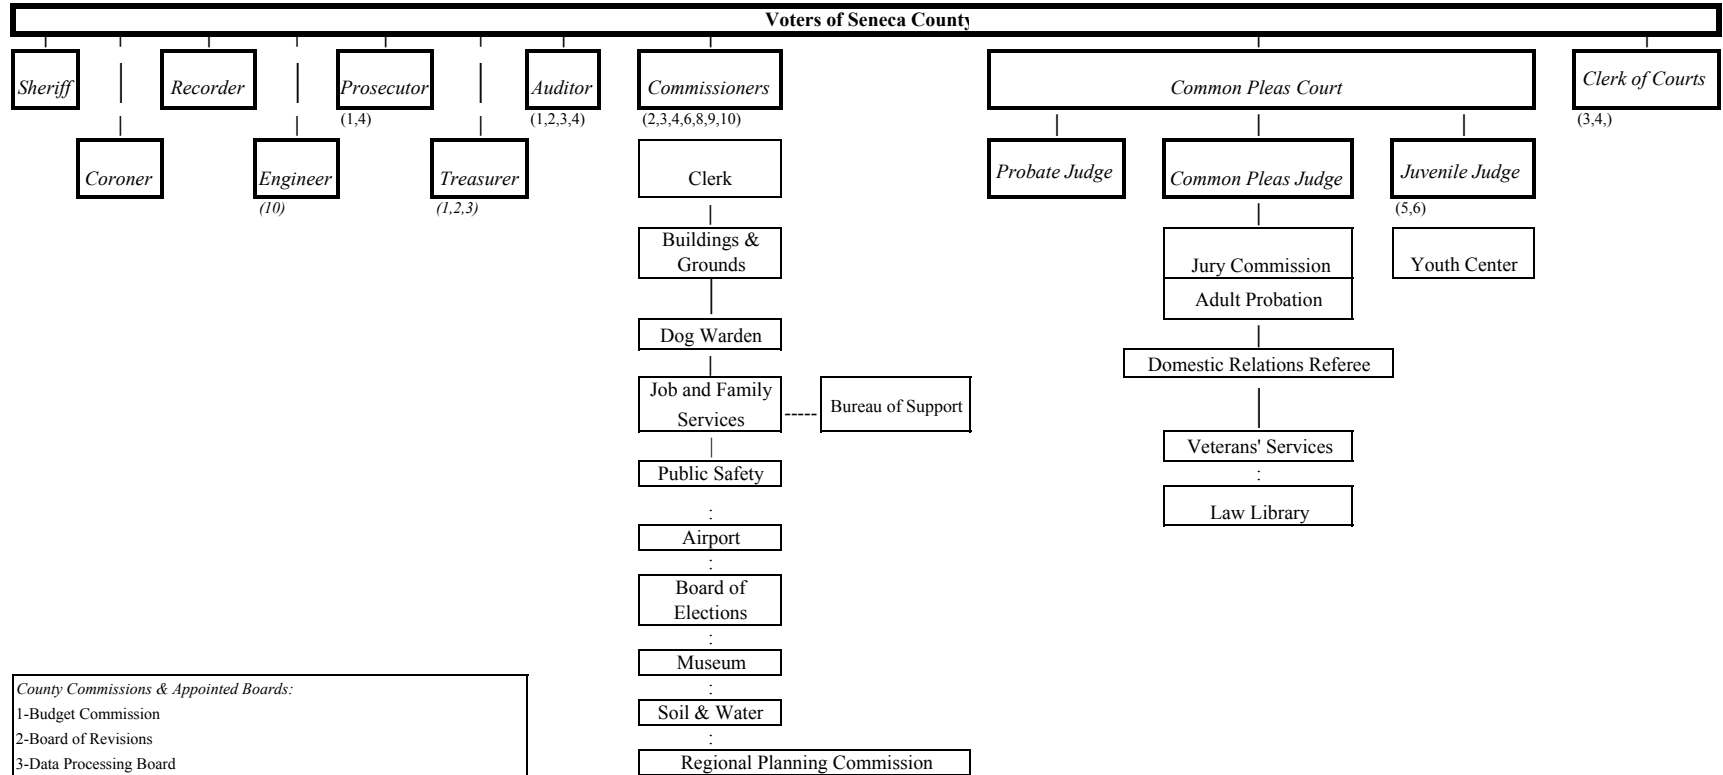 Voters of Seneca County
Sheriff
Recorder
Prosecutor
Auditor
Commissioners
Common Pleas Court
Clerk of Courts
(1,4)
(1,2,3,4)
(2,3,4,6,8,9,10)
(3,4,)
Coroner
Engineer
Treasurer
Clerk
Probate Judge
Common Pleas Judge
Juvenile Judge
(10)
(1,2,3)
(5,6)
Buildings &
Grounds
Jury Commission
Youth Center
Adult Probation
Dog Warden
Domestic Relations Referee
Job and Family
Services
-----
Bureau of Support
Veterans' Services
:
Public Safety
Law Library
:
Airport
:
Board of
Elections
:
Museum
:
Soil & Water
:
Regional Planning Commission
County Commissions & Appointed Boards:
1-Budget Commission
2-Board of Revisions
3-Data Processing Board